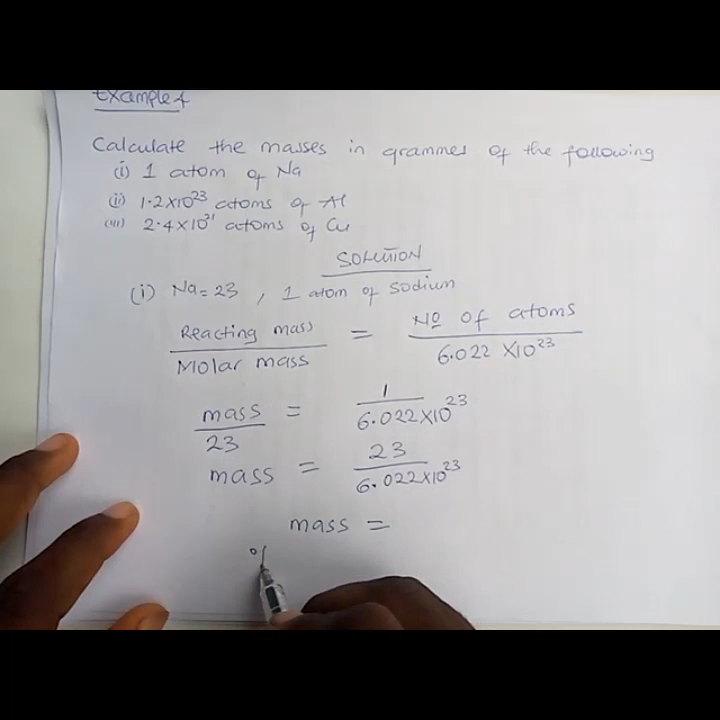 Example 4
Calculate the masses in grammes of the following
(i) 1 atom of Na
(ii) 1.2×10²³ atoms of Al
(iii) 2.4×10²¹ atoms of Cu
SOLUTION
(i) Na = 23 , 1 atom of sodium
Reacting mass / Molar mass = No of atoms / 6.022 ×10²³
mass / 23 = 1 / 6.022×10²³
mass = 23 / 6.022×10²³
mass =